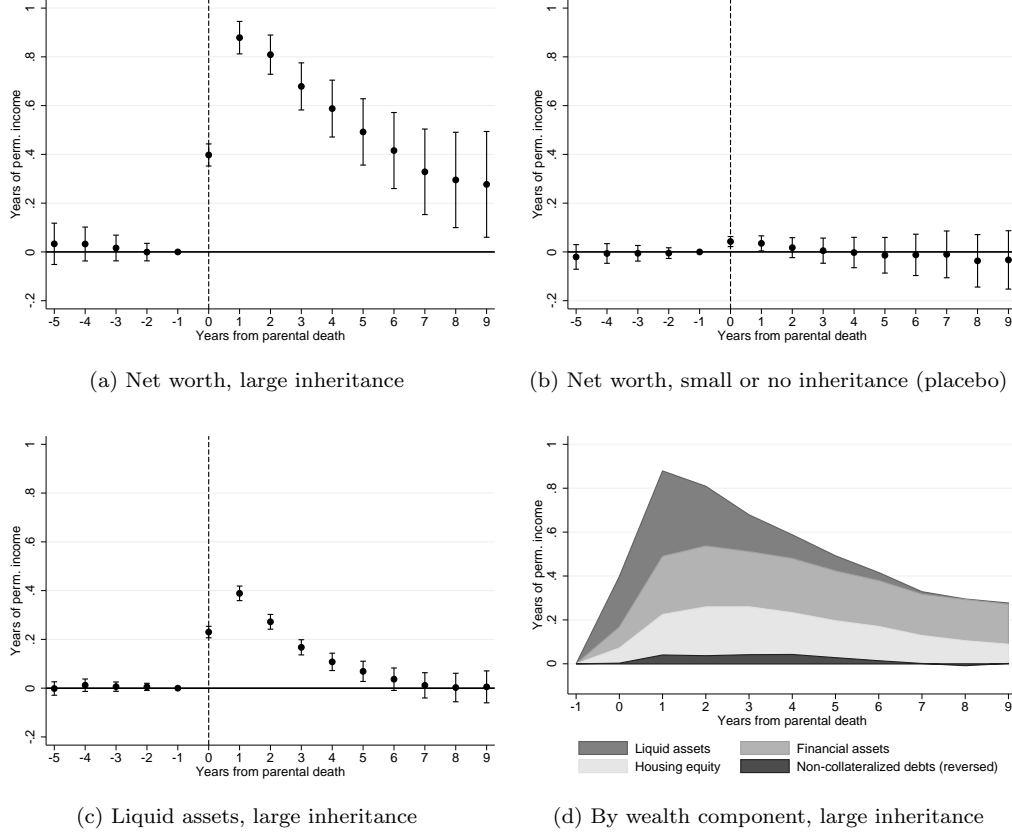 Years of perm. income
-.2 0 .2 .4 .6 .8 1
-5 -4 -3 -2 -1 0 1 2 3 4 5 6 7 8 9
Years from parental death
(a) Net worth, large inheritance
Years of perm. income
-.2 0 .2 .4 .6 .8 1
-5 -4 -3 -2 -1 0 1 2 3 4 5 6 7 8 9
Years from parental death
(b) Net worth, small or no inheritance (placebo)
Years of perm. income
-.2 0 .2 .4 .6 .8 1
-5 -4 -3 -2 -1 0 1 2 3 4 5 6 7 8 9
Years from parental death
(c) Liquid assets, large inheritance
Years of perm. income
0 .2 .4 .6 .8 1
-1 0 1 2 3 4 5 6 7 8 9
Years from parental death
Liquid assets Financial assets
Housing equity Non-collateralized debts (reversed)
(d) By wealth component, large inheritance